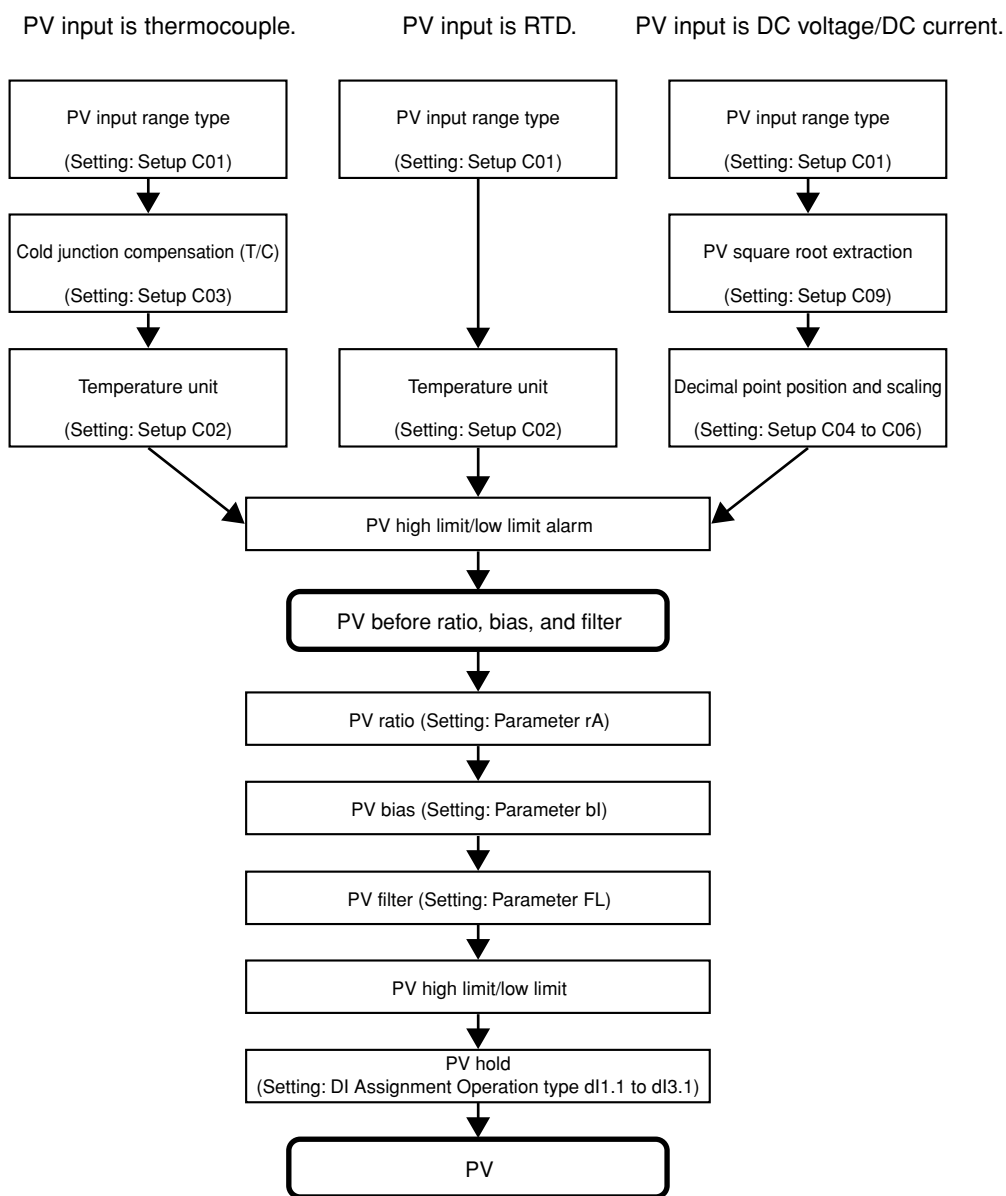 PV input is thermocouple.
PV input is RTD.
PV input is DC voltage/DC current.
PV input range type
(Setting: Setup C01)
PV input range type
(Setting: Setup C01)
PV input range type
(Setting: Setup C01)
Cold junction compensation (T/C)
(Setting: Setup C03)
PV square root extraction
(Setting: Setup C09)
Temperature unit
(Setting: Setup C02)
Temperature unit
(Setting: Setup C02)
Decimal point position and scaling
(Setting: Setup C04 to C06)
PV high limit/low limit alarm
PV before ratio, bias, and filter
PV ratio (Setting: Parameter rA)
PV bias (Setting: Parameter bI)
PV filter (Setting: Parameter FL)
PV high limit/low limit
PV hold
(Setting: DI Assignment Operation type dI1.1 to dI3.1)
PV